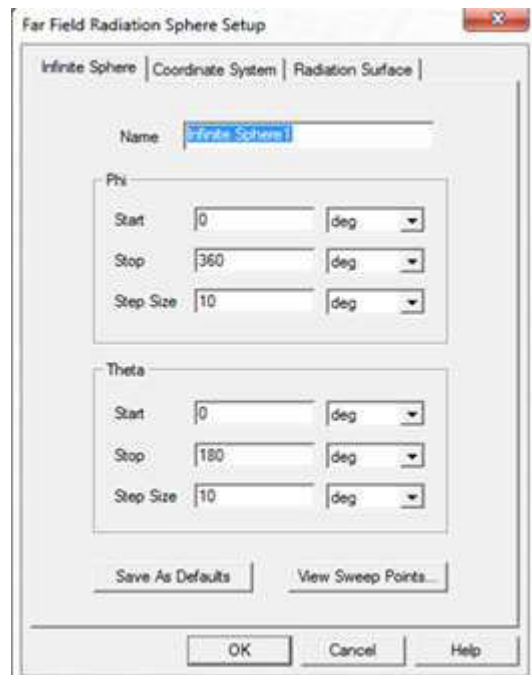 Far Field Radiation Sphere Setup
Infinite Sphere Coordinate System Radiation Surface
Name Infinite Sphere1
Phi
Start 0 deg
Stop 360 deg
Step Size 10 deg
Theta
Start 0 deg
Stop 180 deg
Step Size 10 deg
Save As Defaults View Sweep Points...
OK Cancel Help